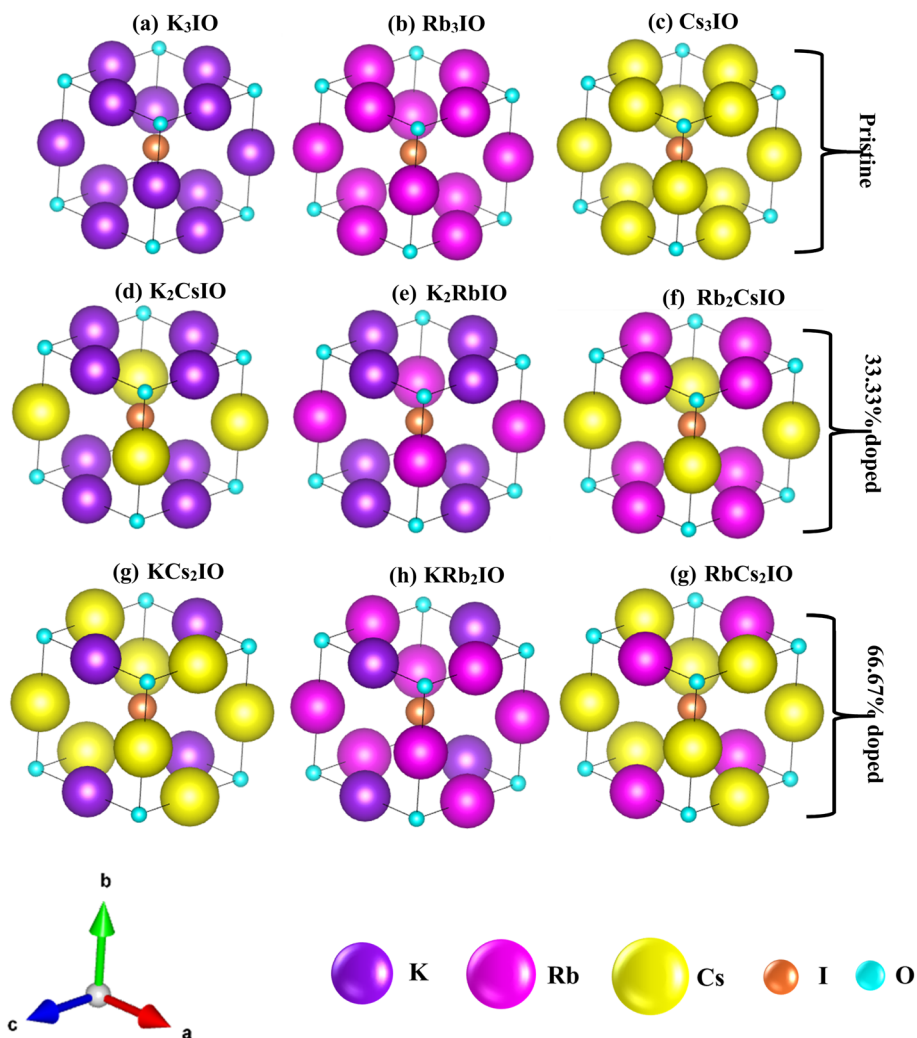 (a) K₃IO
(b) Rb₃IO
(c) Cs₃IO
Pristine
(d) K₂CsIO
(e) K₂RbIO
(f) Rb₂CsIO
33.33% doped
(g) KCs₂IO
(h) KRb₂IO
(g) RbCs₂IO
66.67% doped
b
c
a
K
Rb
Cs
I
O